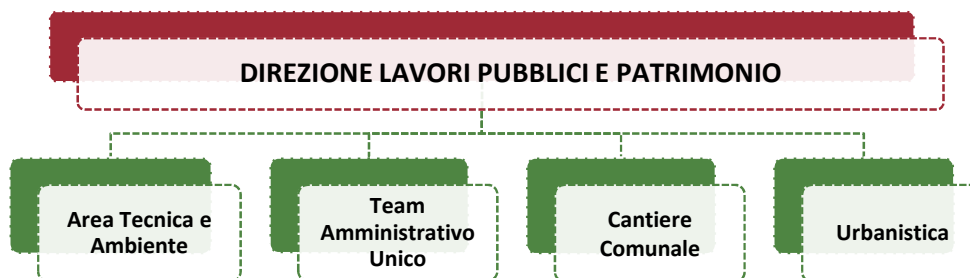 DIREZIONE LAVORI PUBBLICI E PATRIMONIO
Area Tecnica e
Ambiente
Team
Amministrativo
Unico
Cantiere
Comunale
Urbanistica